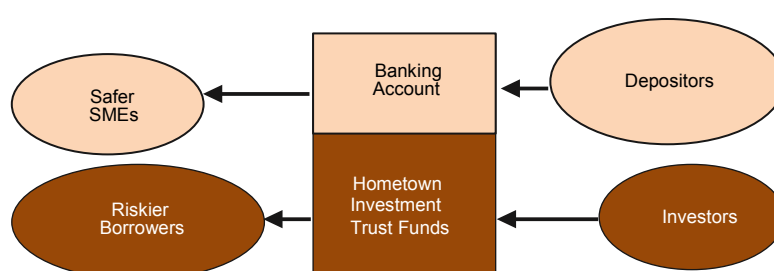 Safer
SMEs
Banking
Account
Depositors
Riskier
Borrowers
Hometown
Investment
Trust Funds
Investors